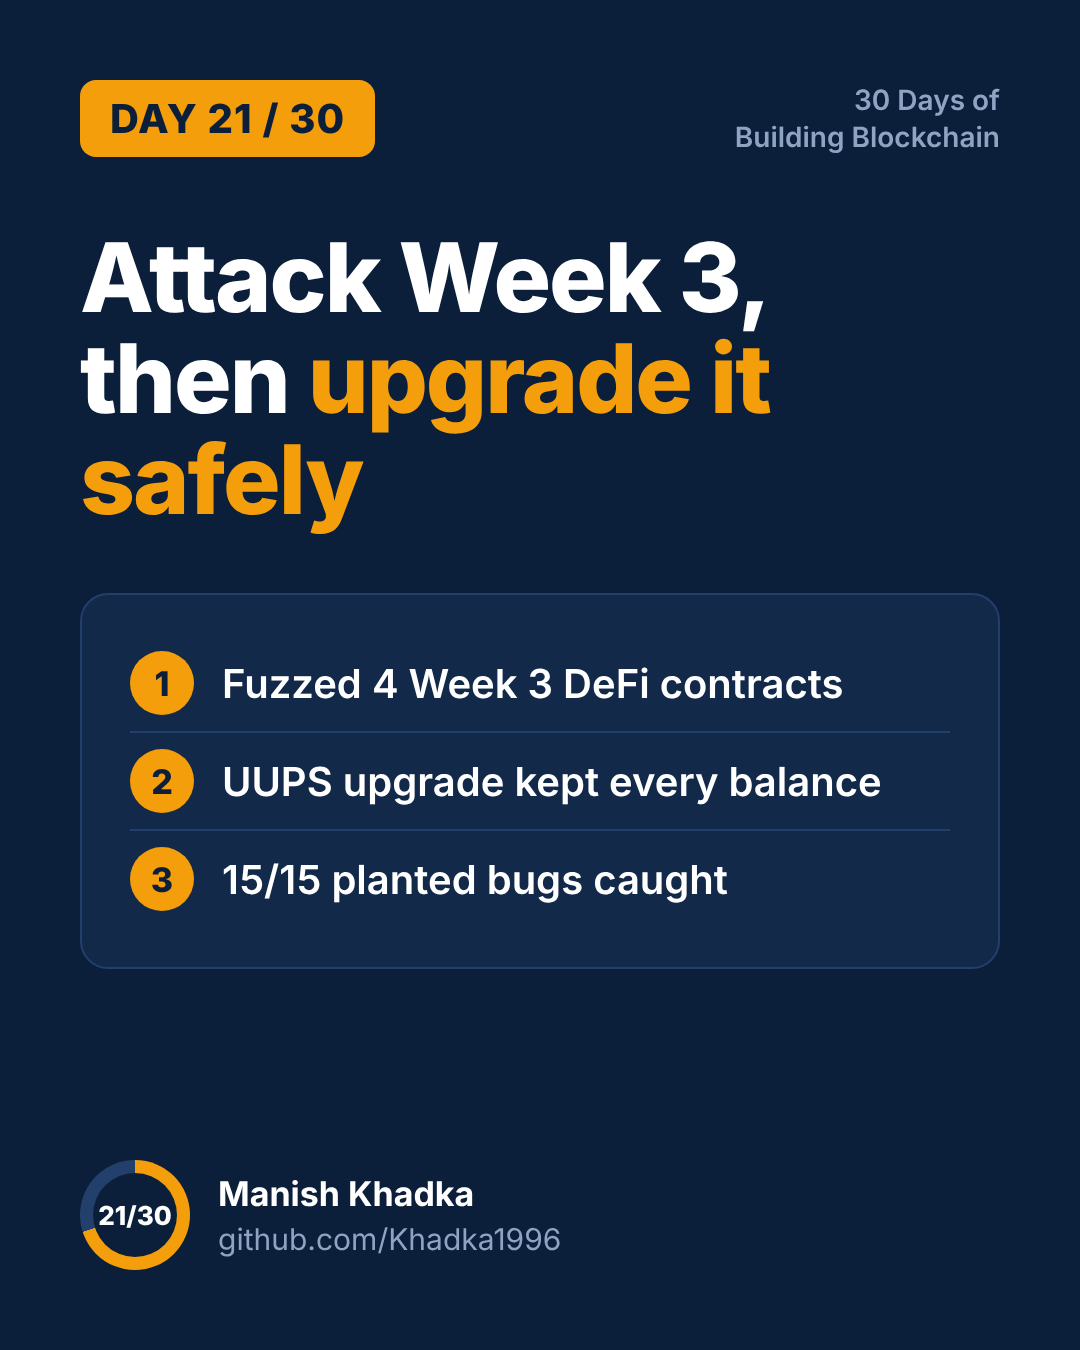 DAY 21 / 30
30 Days of
Building Blockchain
Attack Week 3,
then upgrade it
safely
1 Fuzzed 4 Week 3 DeFi contracts
2 UUPS upgrade kept every balance
3 15/15 planted bugs caught
21/30
Manish Khadka
github.com/Khadka1996